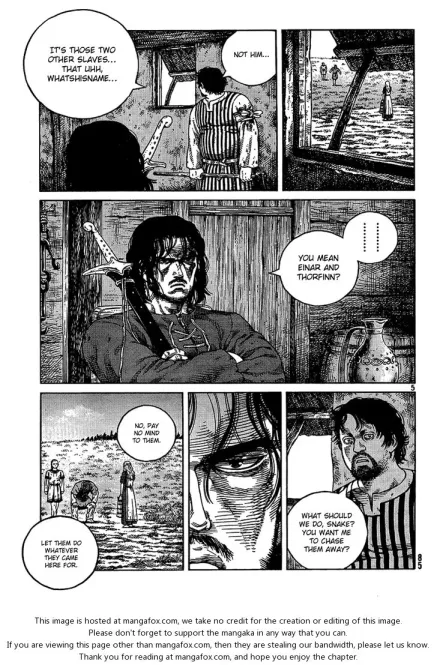 IT'S THOSE TWO
OTHER SLAVES...
THAT UHH,
WHATSHISNAME...
NOT HIM...
YOU MEAN
EINAR AND
THORFINN?
5
NO, PAY
NO MIND
TO THEM.
LET THEM DO
WHATEVER
THEY CAME
HERE FOR.
WHAT SHOULD
WE DO, SNAKE?
YOU WANT ME
TO CHASE
THEM AWAY?
85
This image is hosted at mangafox.com, we take no credit for the creation or editing of this image.
Please don't forget to support the mangaka in any way that you can.
If you are viewing this page other than mangafox.com, then they are stealing our bandwidth, please let us know.
Thank you for reading at mangafox.com, and hope you enjoy the chapter.